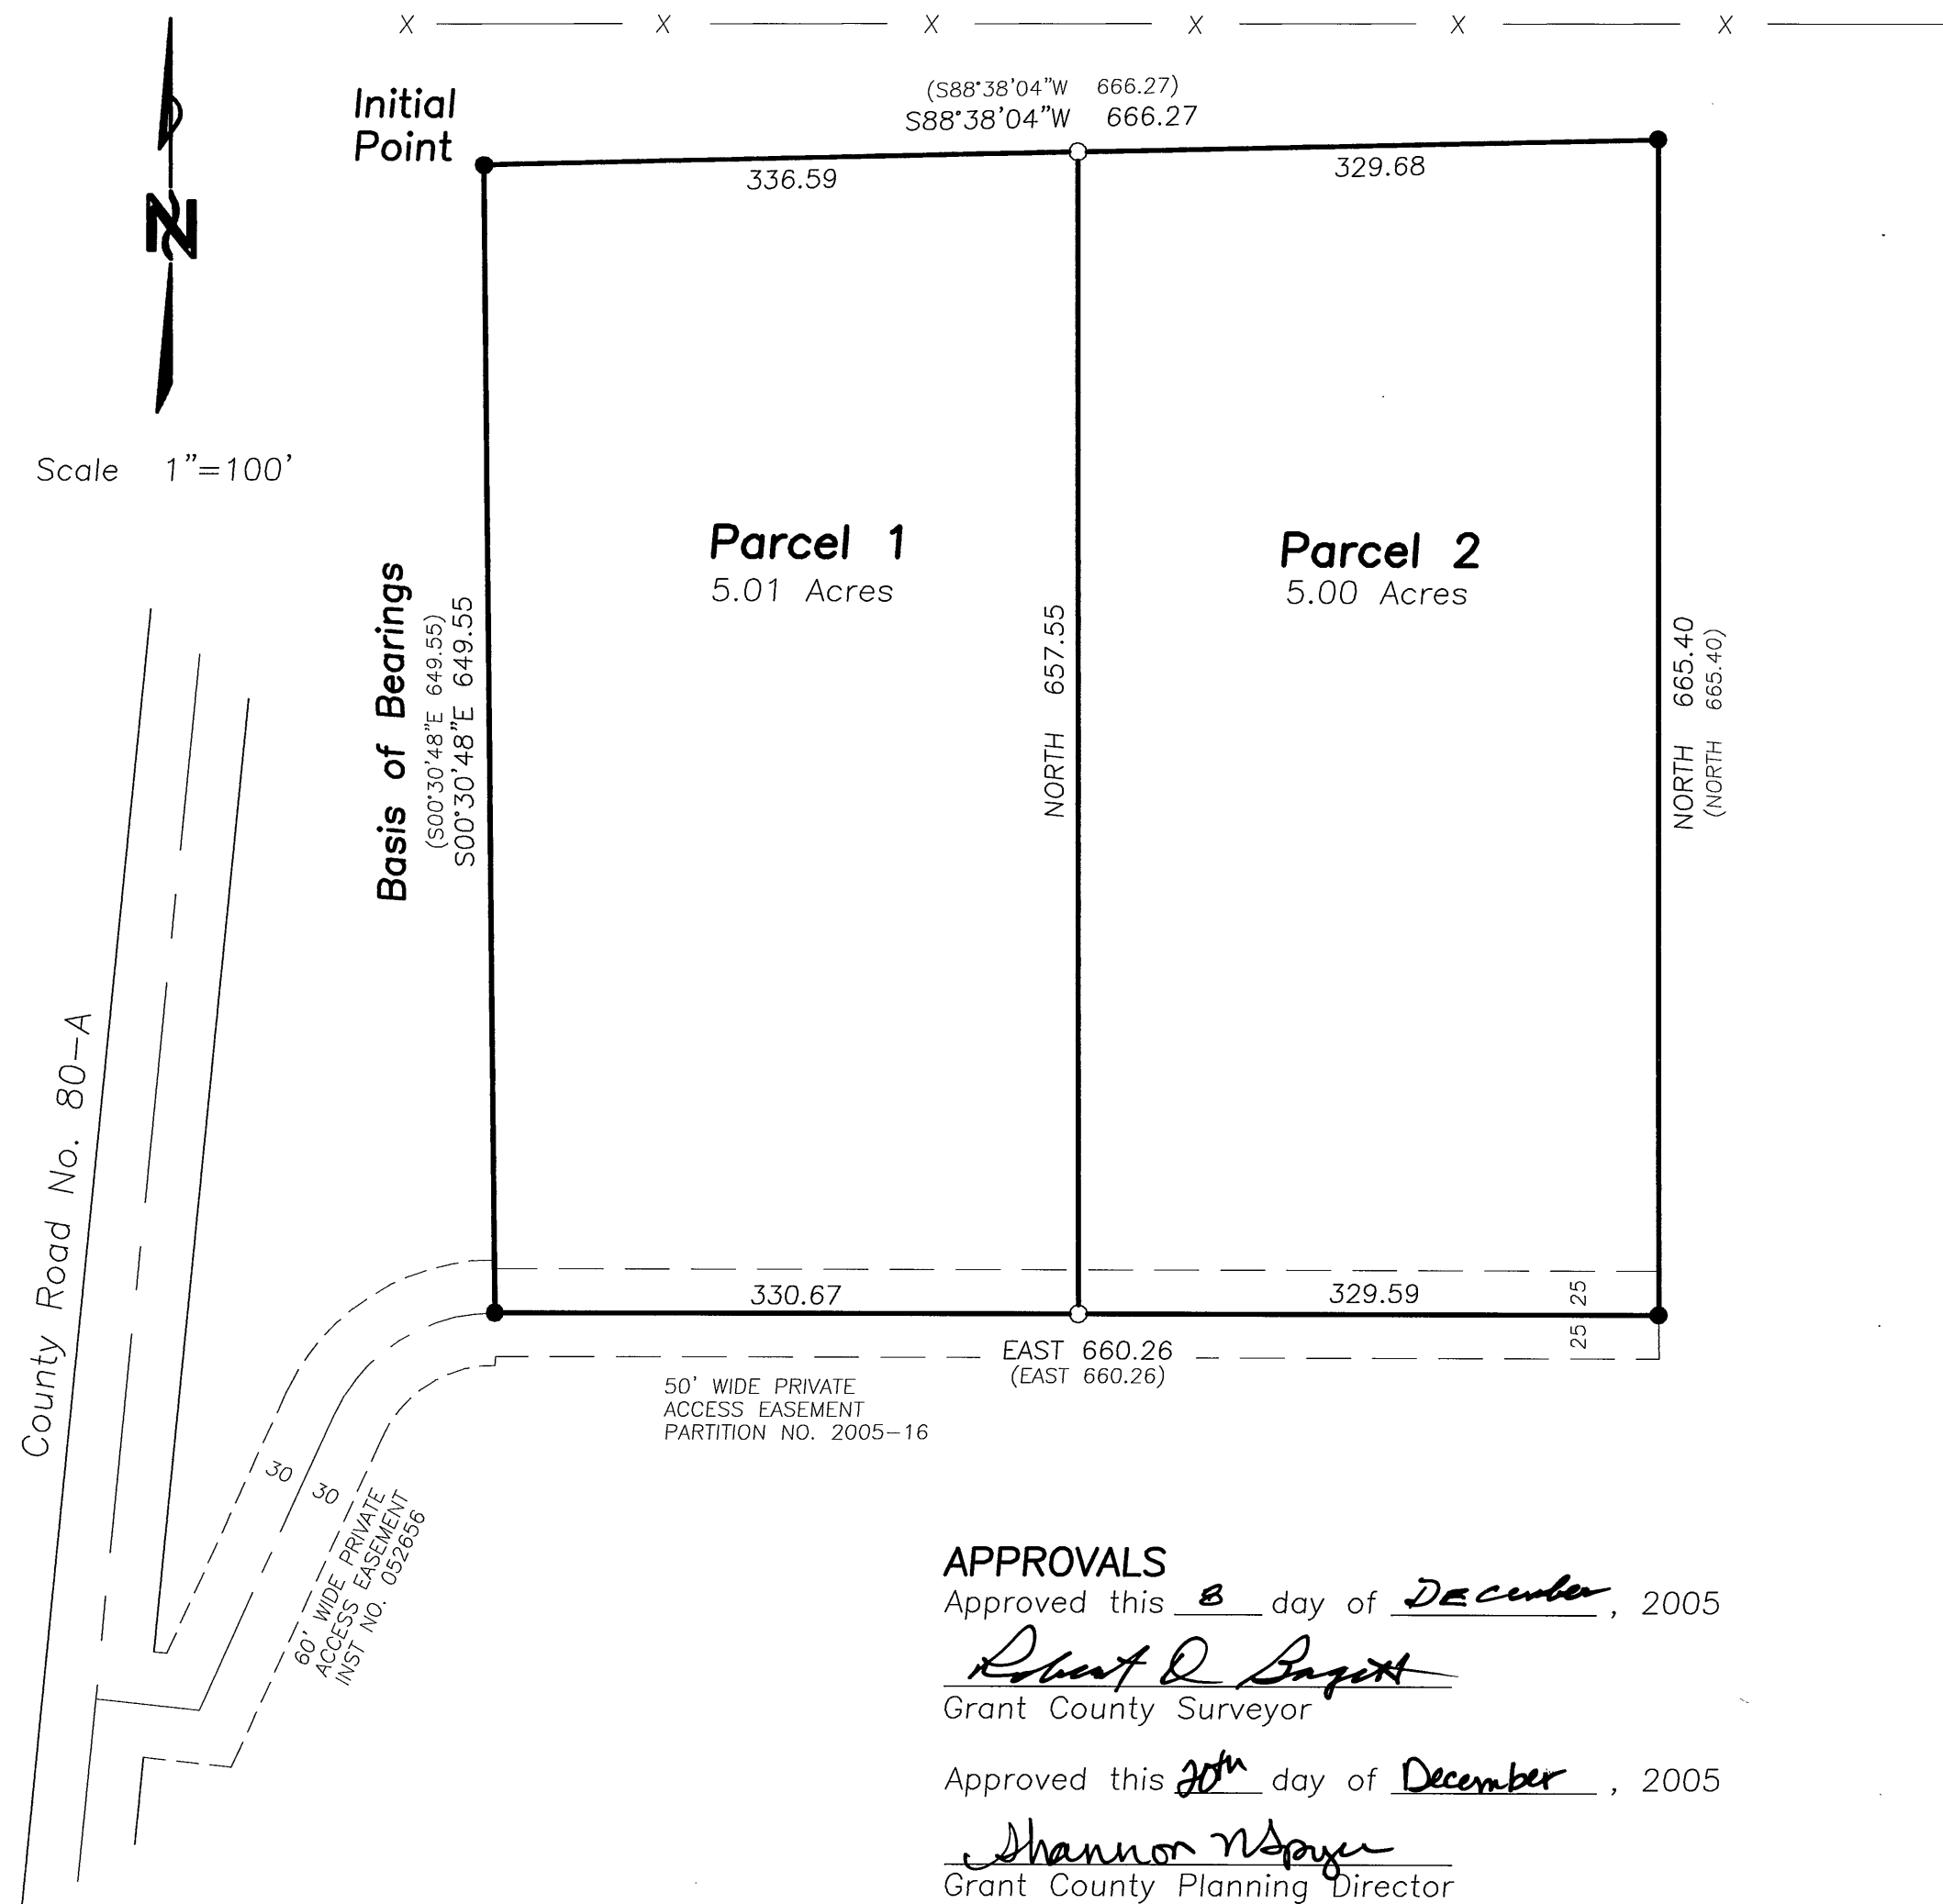 X X X X X X
(S88°38'04"W 666.27)
S88°38'04"W 666.27
Initial
Point
336.59
329.68
N
Scale 1"=100'
Parcel 1
5.01 Acres
Parcel 2
5.00 Acres
Basis of Bearings
(S00°30'48"E 649.55)
S00°30'48"E 649.55
NORTH 657.55
NORTH 665.40
(NORTH 665.40)
County Road No. 80-A
330.67
329.59
25
25
EAST 660.26
(EAST 660.26)
50' WIDE PRIVATE
ACCESS EASEMENT
PARTITION NO. 2005-16
30
30
60' WIDE PRIVATE
ACCESS EASEMENT
INST NO. 052656
APPROVALS
Approved this 8 day of December, 2005
Robert D Bagett
Grant County Surveyor
Approved this 20th day of December, 2005
Shannon
Grant County Planning Director